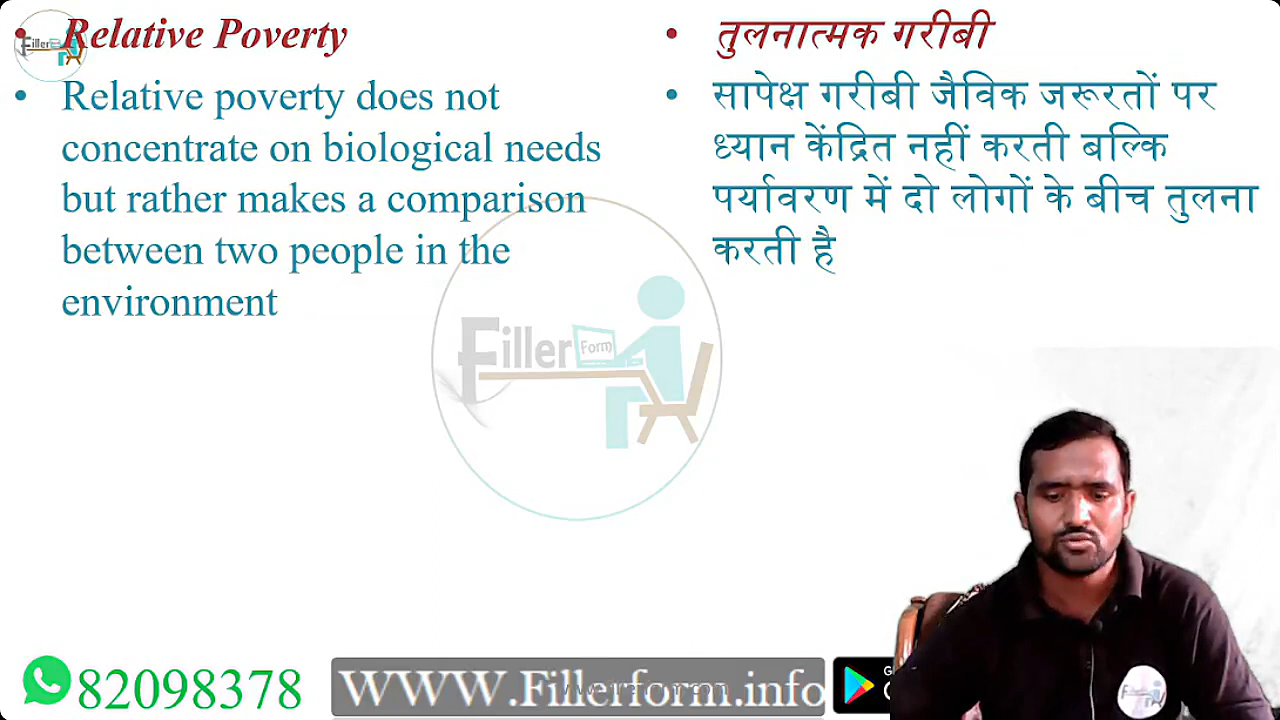 Relative Poverty
Relative poverty does not
concentrate on biological needs
but rather makes a comparison
between two people in the
environment
तुलनात्मक गरीबी
सापेक्ष गरीबी जैविक जरूरतों पर
ध्यान केंद्रित नहीं करती बल्कि
पर्यावरण में दो लोगों के बीच तुलना
करती है
Filler Form
82098378
WWW.Fillerform.info